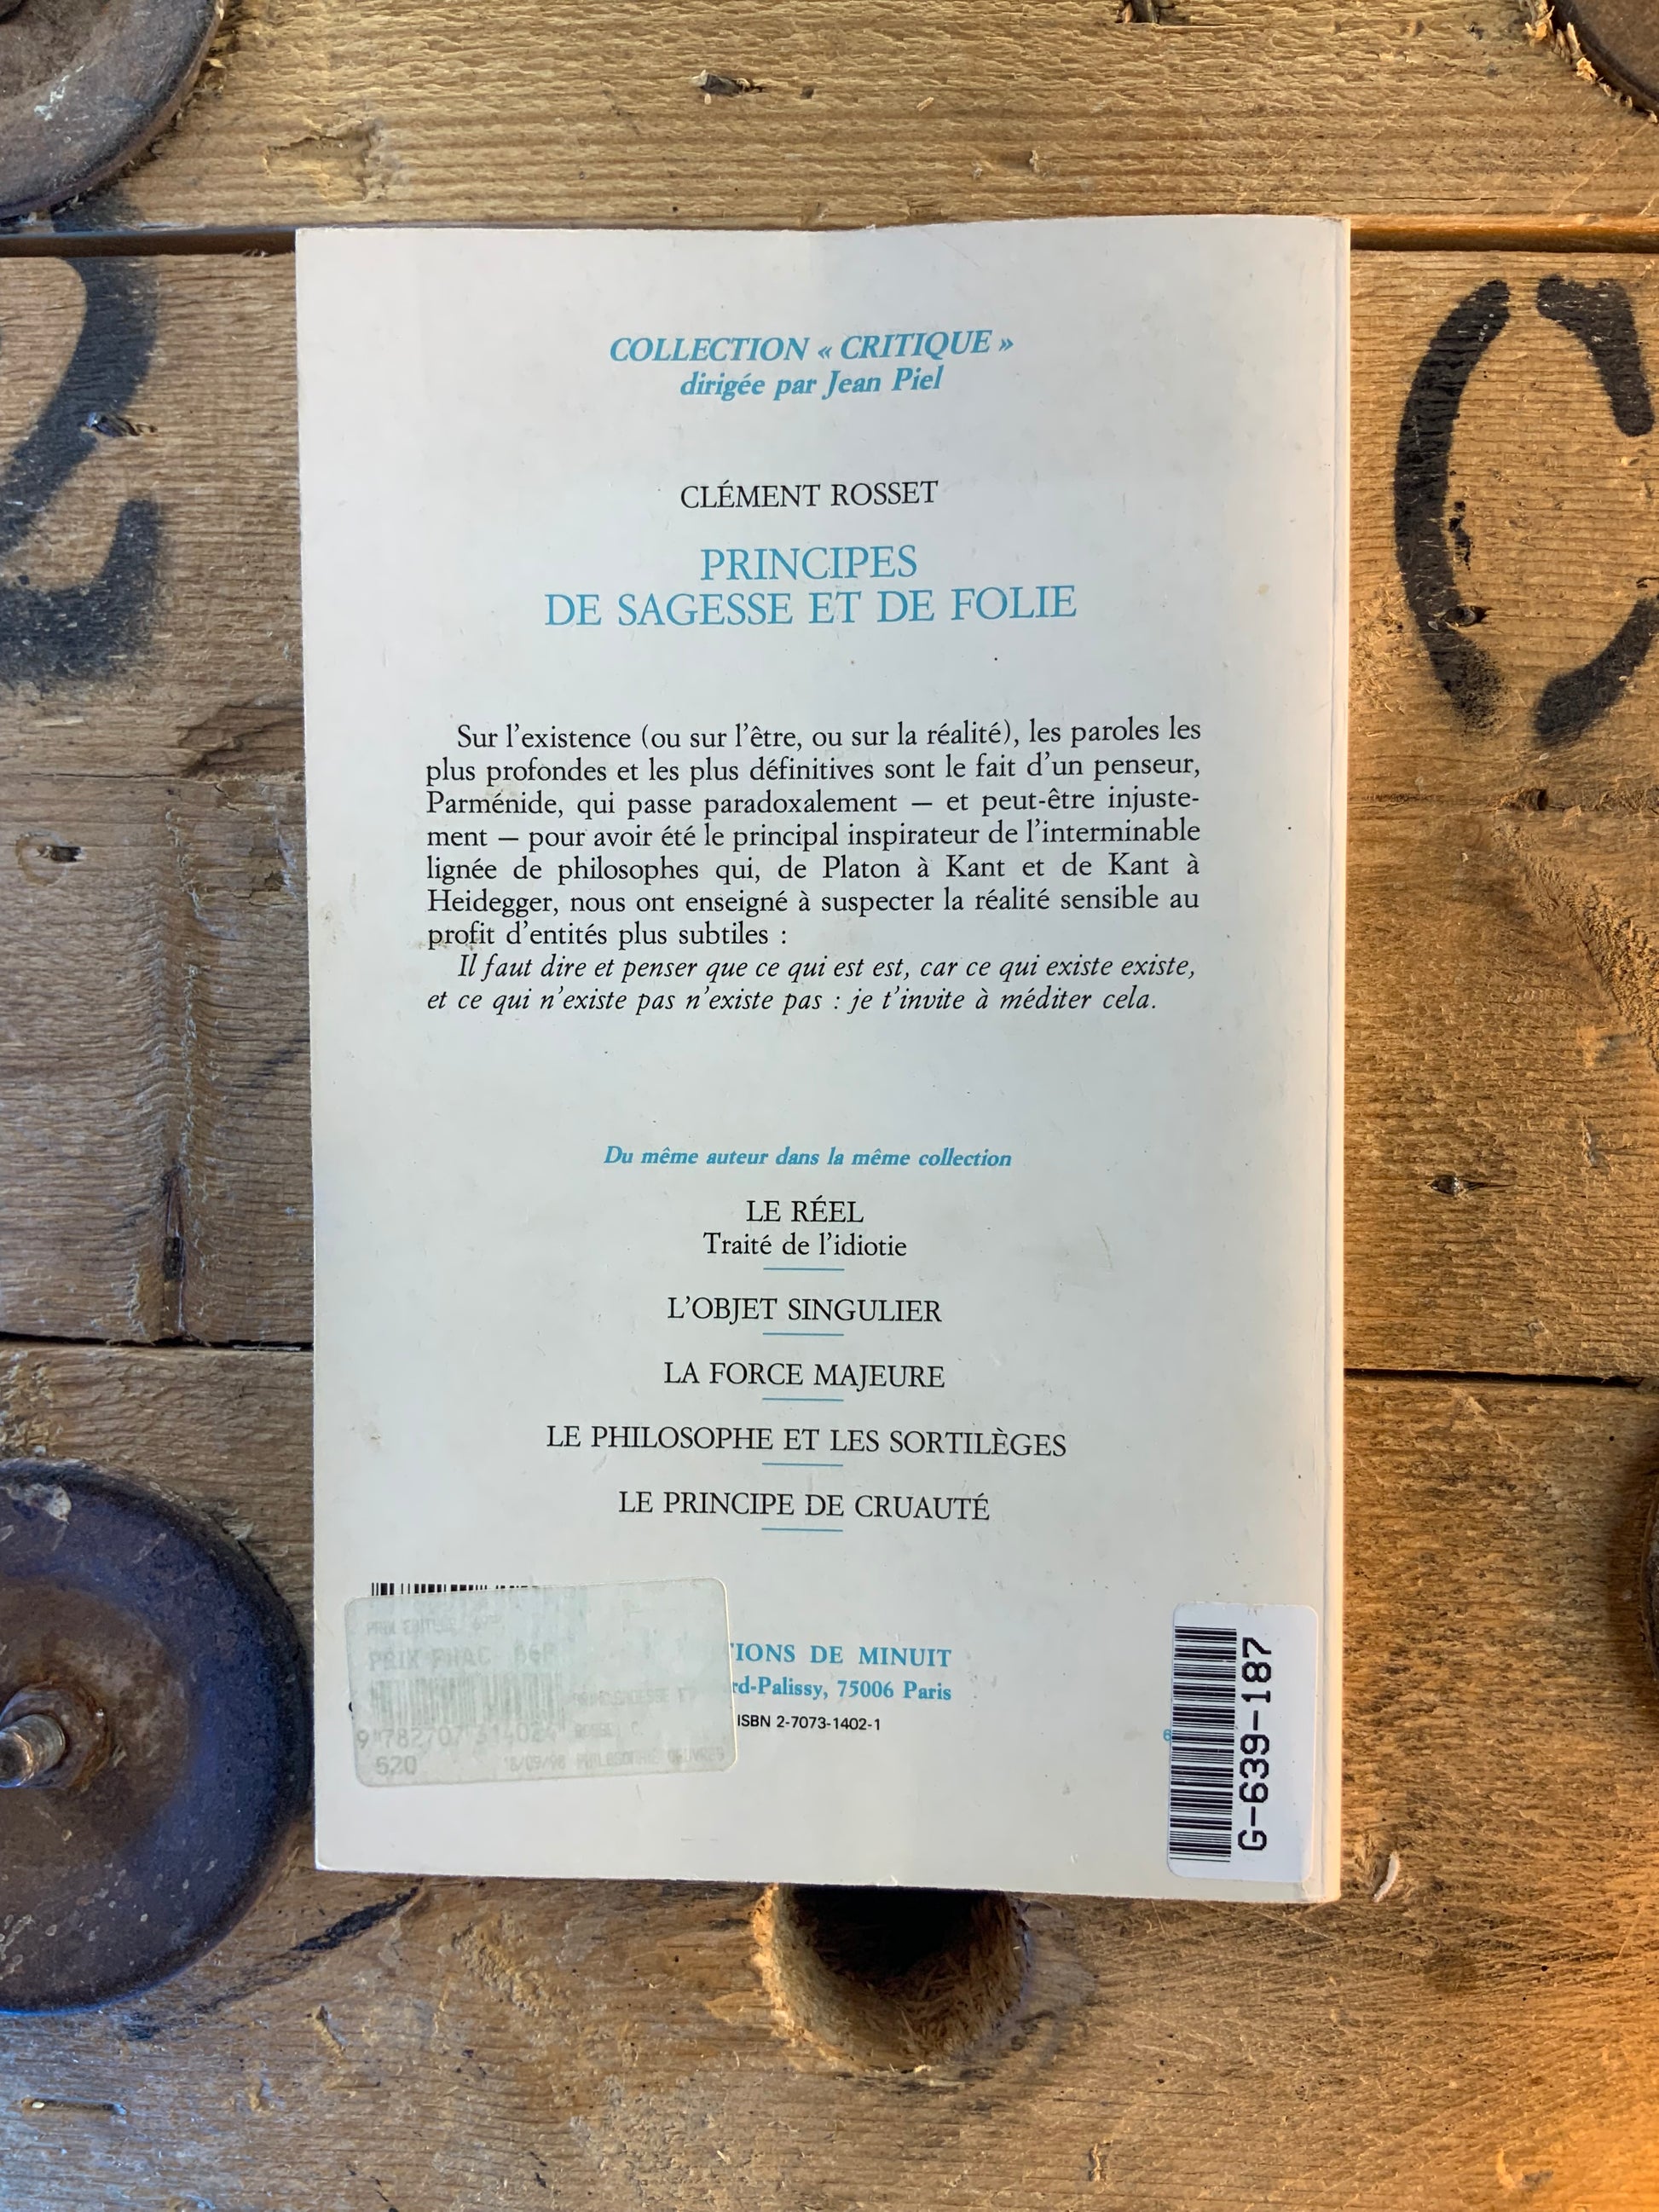 COLLECTION « CRITIQUE »
dirigée par Jean Piel
CLÉMENT ROSSET
PRINCIPES
DE SAGESSE ET DE FOLIE
Sur l'existence (ou sur l'être, ou sur la réalité), les paroles les
plus profondes et les plus définitives sont le fait d'un penseur,
Parménide, qui passe paradoxalement — et peut-être injuste-
ment — pour avoir été le principal inspirateur de l'interminable
lignée de philosophes qui, de Platon à Kant et de Kant à
Heidegger, nous ont enseigné à suspecter la réalité sensible au
profit d'entités plus subtiles :
Il faut dire et penser que ce qui est est, car ce qui existe existe,
et ce qui n'existe pas n'existe pas : je t'invite à méditer cela.
Du même auteur dans la même collection
LE RÉEL
Traité de l'idiotie
L'OBJET SINGULIER
LA FORCE MAJEURE
LE PHILOSOPHE ET LES SORTILÈGES
LE PRINCIPE DE CRUAUTÉ
PRIX FNAC
TIONS DE MINUIT
rd-Palissy, 75006 Paris
ISBN 2-7073-1402-1
9 782707 314024
520
G-639-187
2
C